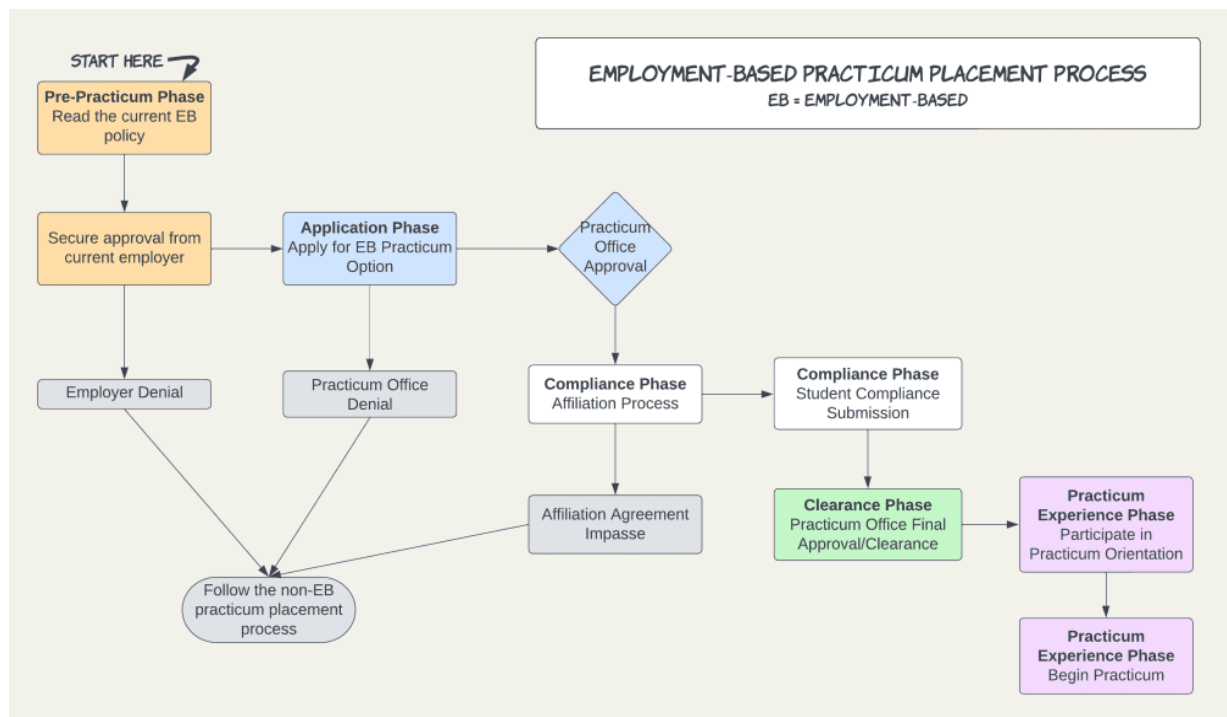 START HERE
EMPLOYMENT-BASED PRACTICUM PLACEMENT PROCESS
EB = EMPLOYMENT-BASED
Pre-Practicum Phase
Read the current EB
policy
Secure approval from
current employer
Application Phase
Apply for EB Practicum
Option
Practicum
Office
Approval
Employer Denial
Practicum Office
Denial
Compliance Phase
Affiliation Process
Compliance Phase
Student Compliance
Submission
Affiliation Agreement
Impasse
Clearance Phase
Practicum Office Final
Approval/Clearance
Practicum
Experience Phase
Participate in
Practicum Orientation
Follow the non-EB
practicum placement
process
Practicum
Experience Phase
Begin Practicum